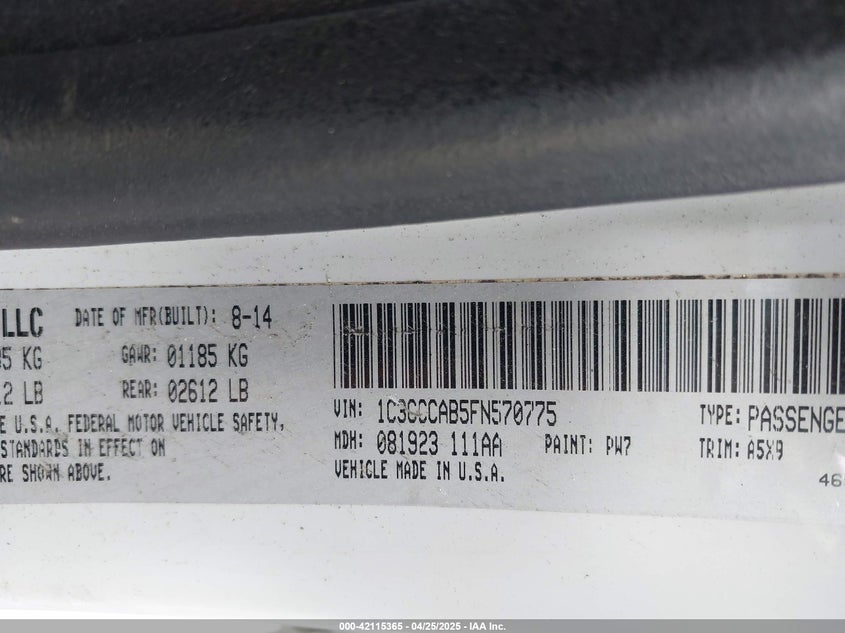 LLC DATE OF MFR(BUILT): 8-14
5 KG GAWR: 01185 KG
2 LB REAR: 02612 LB
E U.S.A. FEDERAL MOTOR VEHICLE SAFETY,
STANDARDS IN EFFECT ON
RE SHOWN ABOVE.
VIN: 1C3CCCAB5FN570775 TYPE: PASSENGE
MDH: 081923 111AA PAINT: PW7 TRIM: A5X9
VEHICLE MADE IN U.S.A.
46
000-42115365 - 04/25/2025 - IAA Inc.